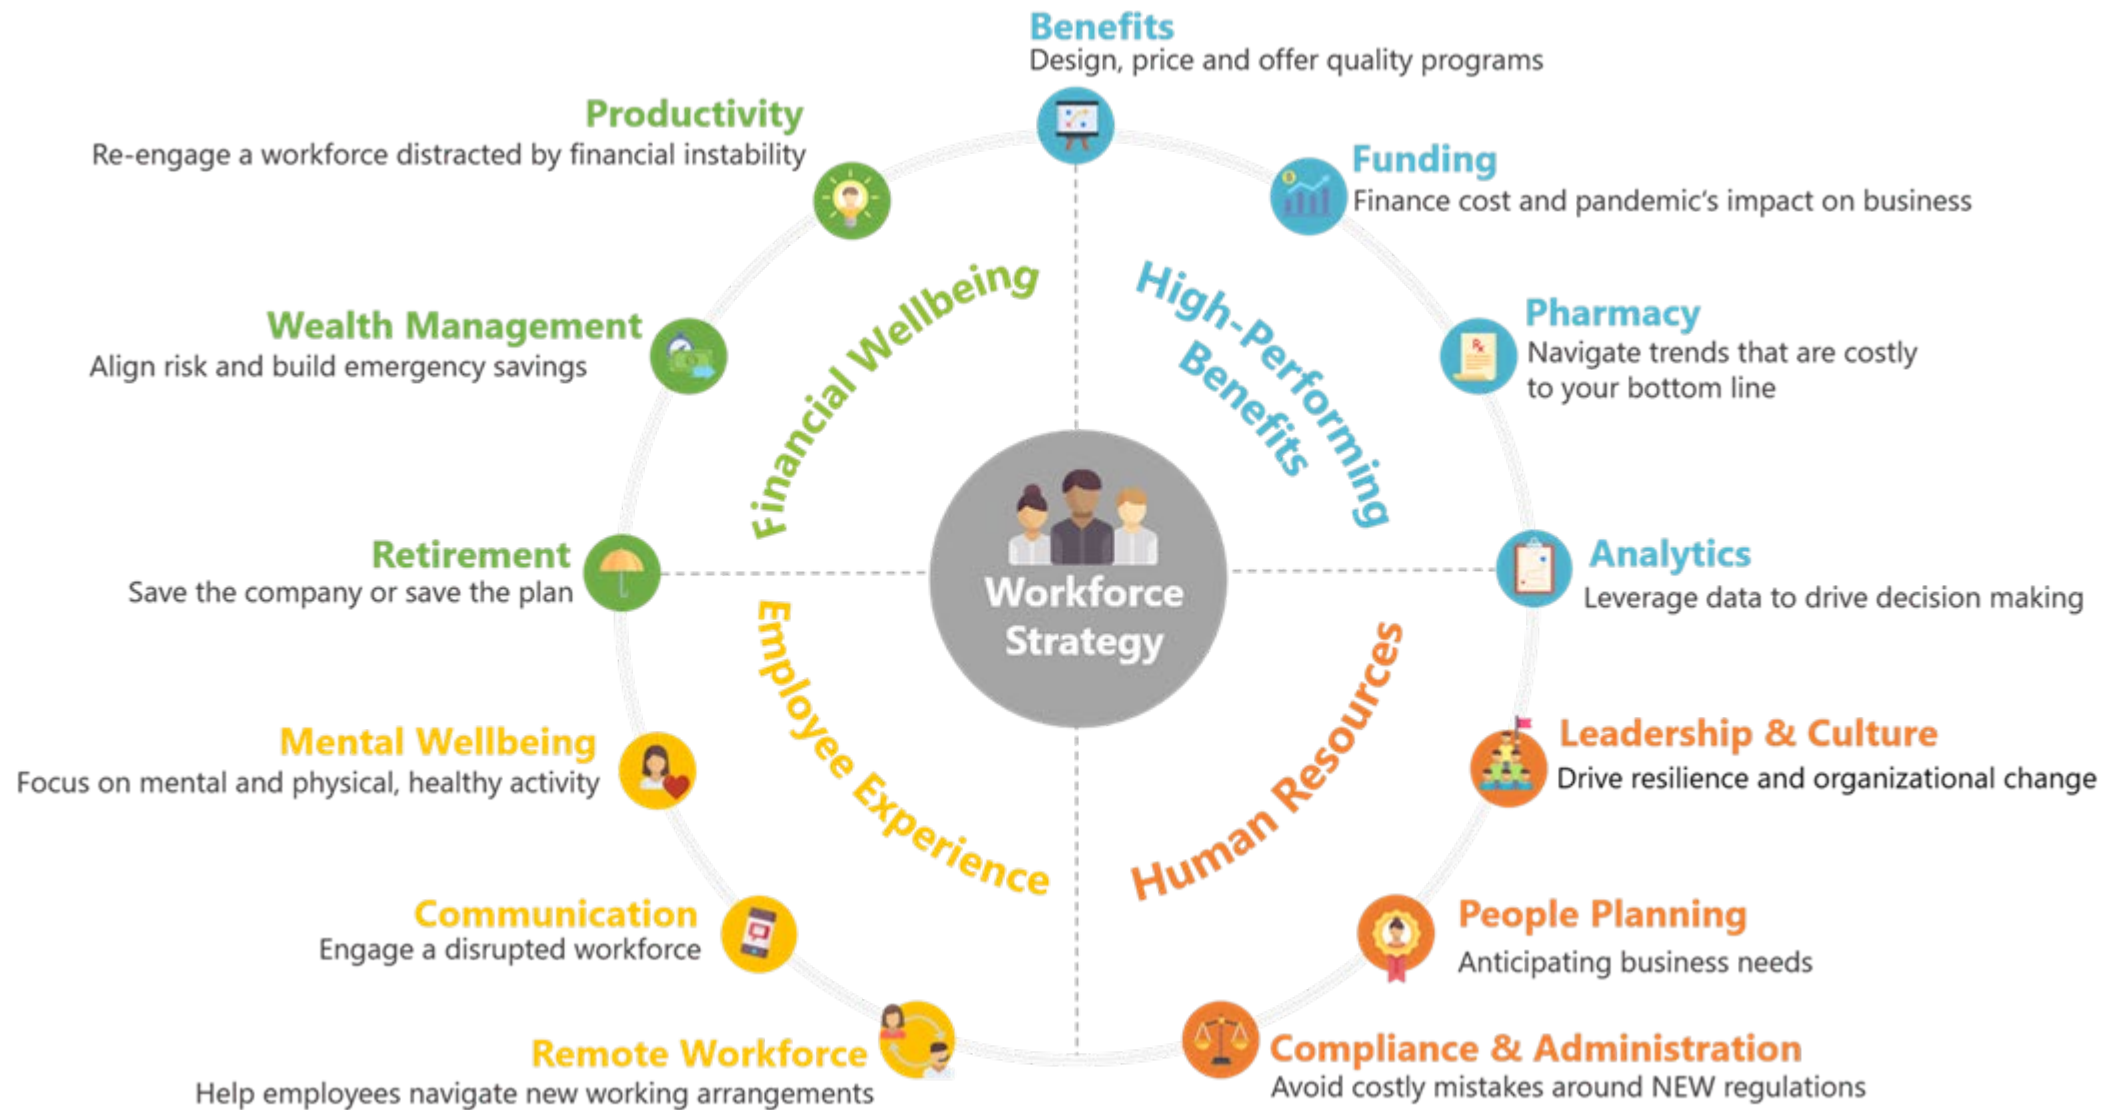 Benefits
Design, price and offer quality programs
Productivity
Re-engage a workforce distracted by financial instability
Funding
Finance cost and pandemic's impact on business
Wealth Management
Align risk and build emergency savings
Pharmacy
Navigate trends that are costly
to your bottom line
Financial Wellbeing
High-Performing
Benefits
Retirement
Save the company or save the plan
Workforce
Strategy
Analytics
Leverage data to drive decision making
Employee Experience
Human Resources
Mental Wellbeing
Focus on mental and physical, healthy activity
Leadership & Culture
Drive resilience and organizational change
Communication
Engage a disrupted workforce
People Planning
Anticipating business needs
Remote Workforce
Help employees navigate new working arrangements
Compliance & Administration
Avoid costly mistakes around NEW regulations